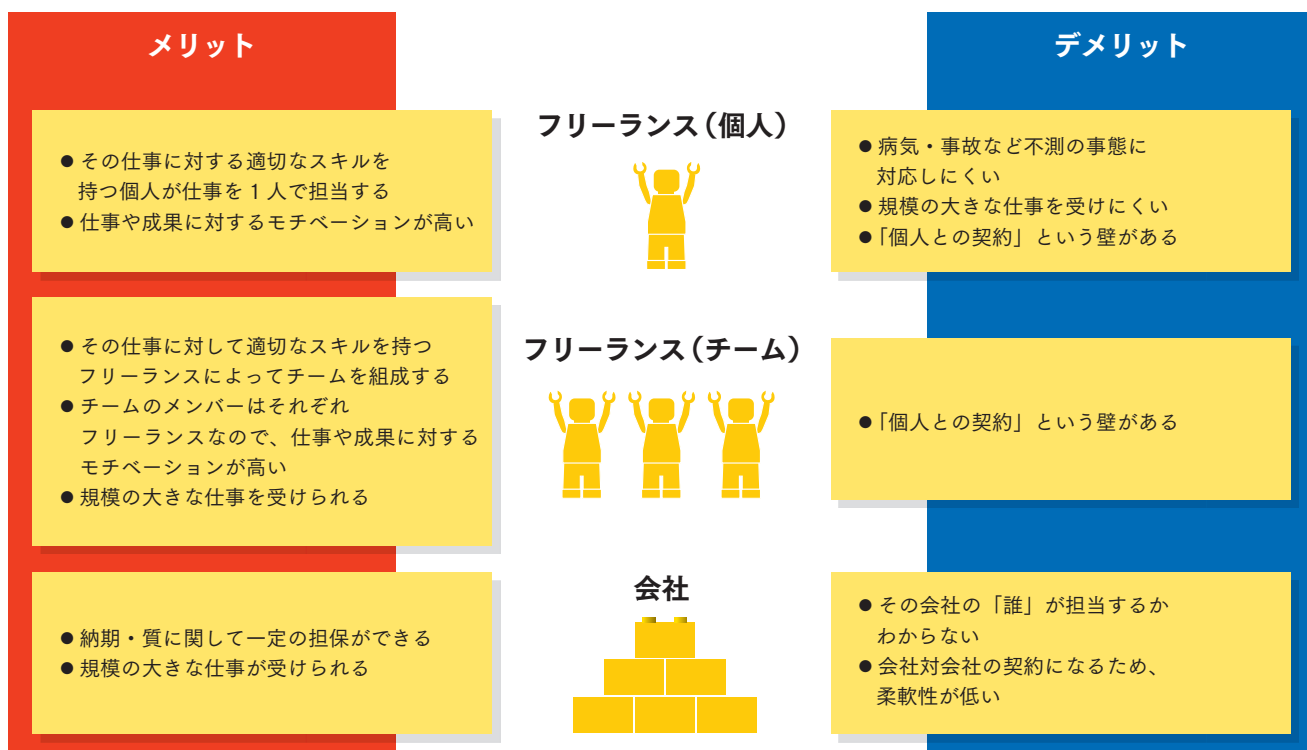 メリット
デメリット
フリーランス（個人）
● その仕事に対する適切なスキルを
持つ個人が仕事を1人で担当する
● 仕事や成果に対するモチベーションが高い
● 病気・事故など不測の事態に
対応しにくい
● 規模の大きな仕事を受けにくい
●「個人との契約」という壁がある
フリーランス（チーム）
● その仕事に対して適切なスキルを持つ
フリーランスによってチームを組成する
● チームのメンバーはそれぞれ
フリーランスなので、仕事や成果に対する
モチベーションが高い
● 規模の大きな仕事を受けられる
●「個人との契約」という壁がある
会社
● 納期・質に関して一定の担保ができる
● 規模の大きな仕事が受けられる
● その会社の「誰」が担当するか
わからない
● 会社対会社の契約になるため、
柔軟性が低い